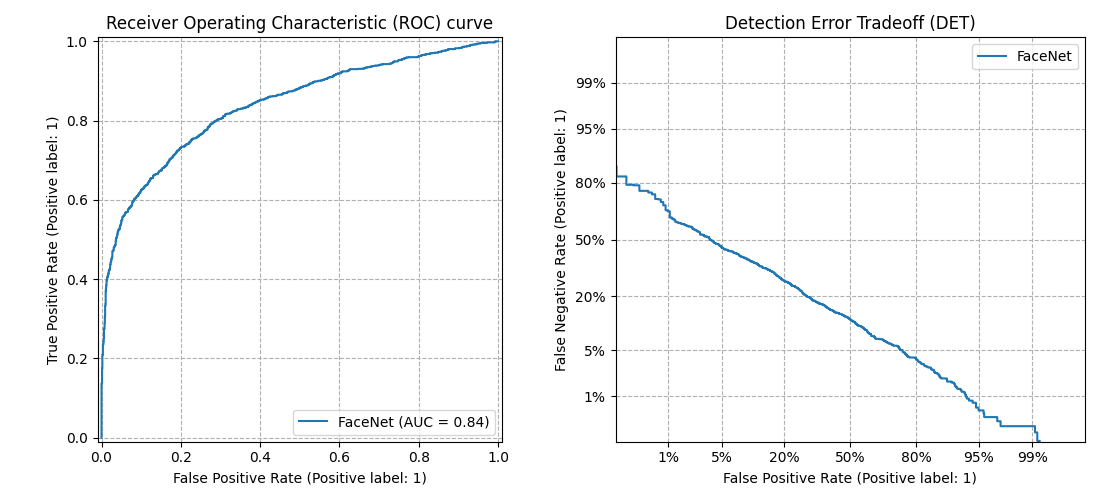 Receiver Operating Characteristic (ROC) curve
True Positive Rate (Positive label: 1)
1.0
0.8
0.6
0.4
0.2
0.0
FaceNet (AUC = 0.84)
0.0 0.2 0.4 0.6 0.8 1.0
False Positive Rate (Positive label: 1)
Detection Error Tradeoff (DET)
False Negative Rate (Positive label: 1)
FaceNet
99%
95%
80%
50%
20%
5%
1%
1% 5% 20% 50% 80% 95% 99%
False Positive Rate (Positive label: 1)